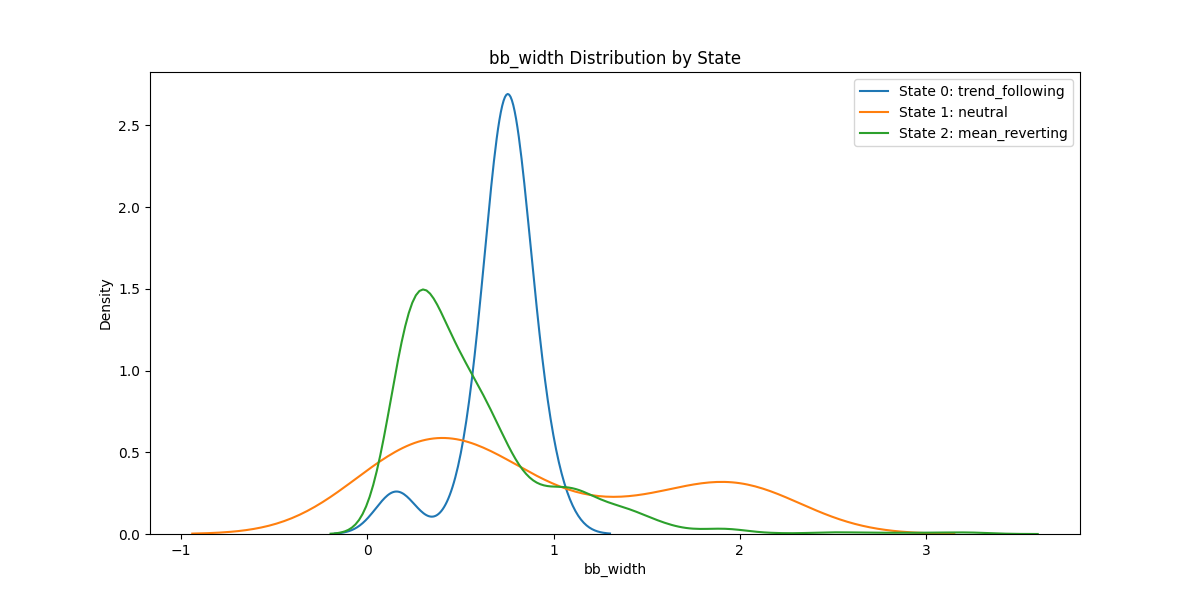 bb_width Distribution by State
State 0: trend_following
State 1: neutral
State 2: mean_reverting
Density
2.5
2.0
1.5
1.0
0.5
0.0
−1
0
1
2
3
bb_width